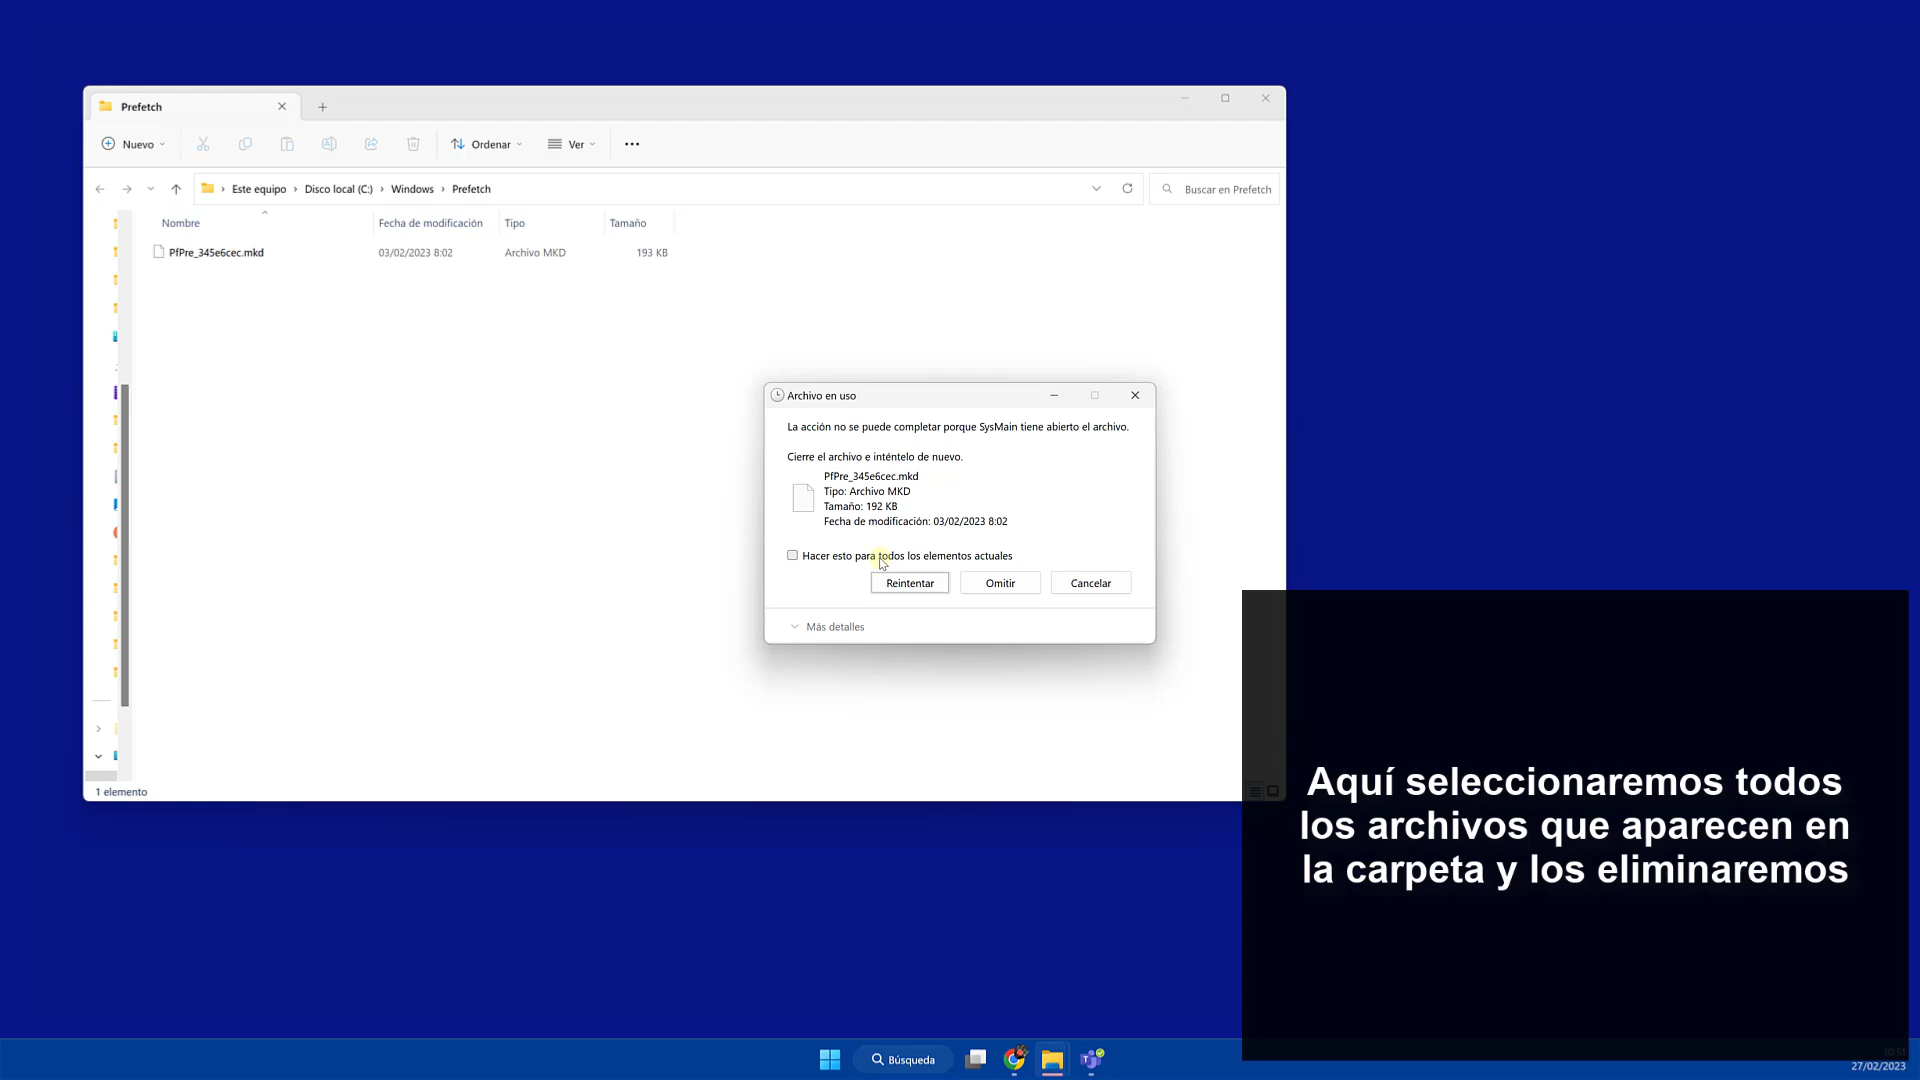 Prefetch
Nuevo
Ordenar
Ver
Este equipo > Disco local (C:) > Windows > Prefetch
Buscar en Prefetch
Nombre
Fecha de modificación
Tipo
Tamaño
PfPre_345e6cec.mkd
03/02/2023 8:02
Archivo MKD
193 KB
Archivo en uso
La acción no se puede completar porque SysMain tiene abierto el archivo.
Cierre el archivo e inténtelo de nuevo.
PfPre_345e6cec.mkd
Tipo: Archivo MKD
Tamaño: 192 KB
Fecha de modificación: 03/02/2023 8:02
Hacer esto para todos los elementos actuales
Reintentar
Omitir
Cancelar
Más detalles
1 elemento
Aquí seleccionaremos todos
los archivos que aparecen en
la carpeta y los eliminaremos
Búsqueda
10:51
27/02/2023